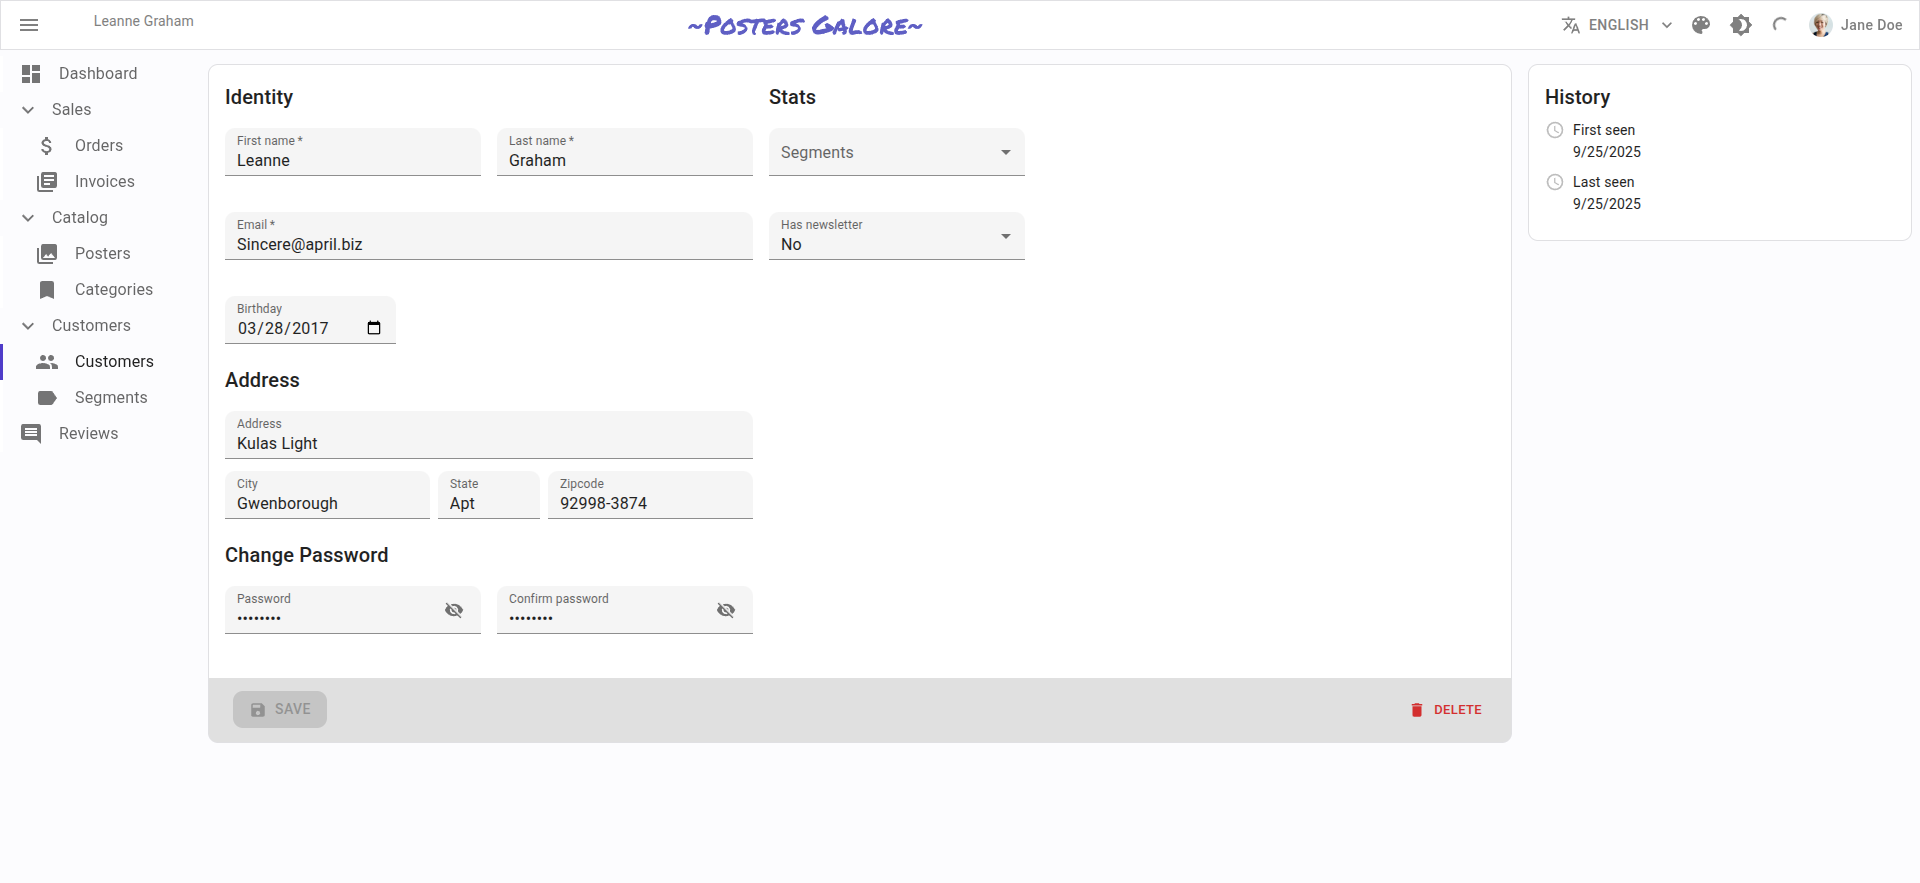 Leanne Graham
~Posters Galore~
ENGLISH
Jane Doe
Dashboard
Sales
Orders
Invoices
Catalog
Posters
Categories
Customers
Customers
Segments
Reviews
Identity
First name *
Leanne
Last name *
Graham
Email *
Sincere@april.biz
Birthday
03/28/2017
Stats
Segments
Has newsletter
No
Address
Address
Kulas Light
City
Gwenborough
State
Apt
Zipcode
92998-3874
Change Password
Password
••••••••
Confirm password
••••••••
SAVE
DELETE
History
First seen
9/25/2025
Last seen
9/25/2025